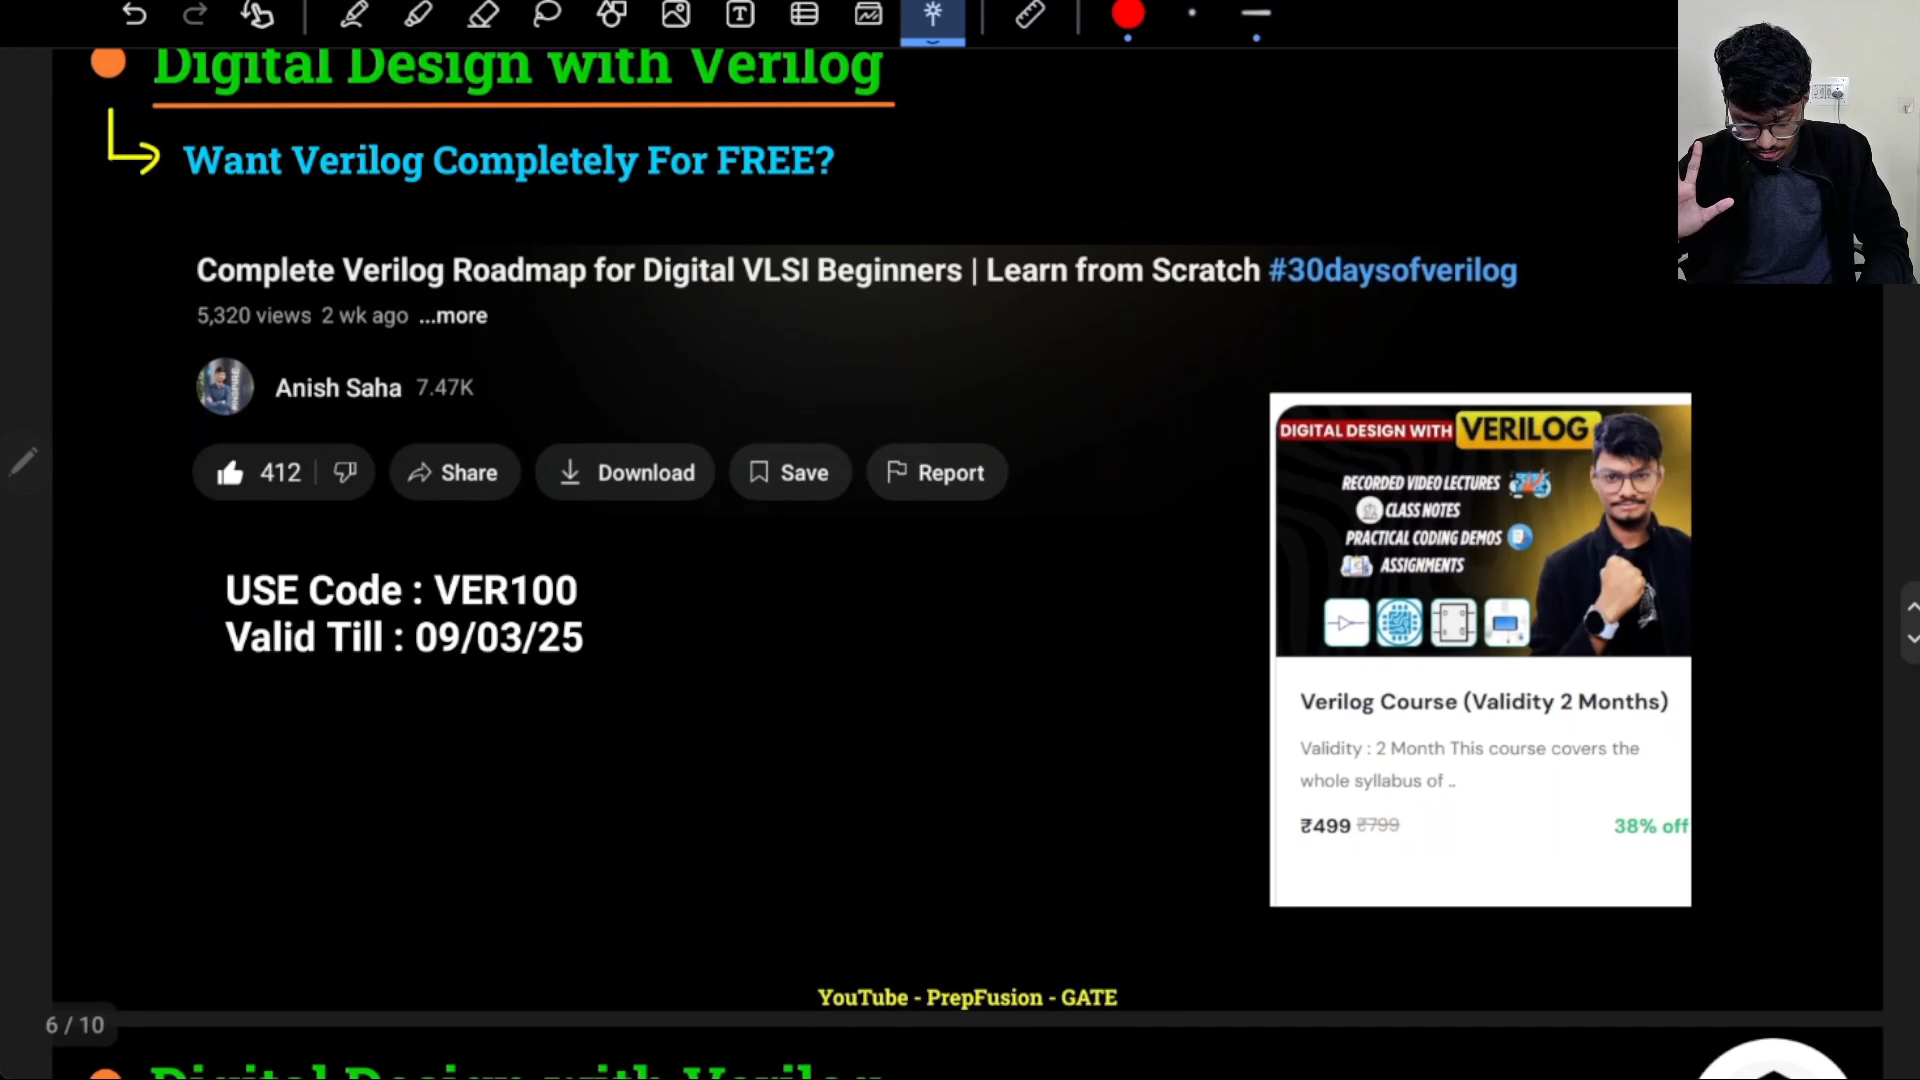 Digital Design with Verilog
Want Verilog Completely For FREE?
Complete Verilog Roadmap for Digital VLSI Beginners | Learn from Scratch #30daysofverilog
5,320 views 2 wk ago ...more
Anish Saha 7.47K
412 Share Download Save Report
USE Code : VER100
Valid Till : 09/03/25
DIGITAL DESIGN WITH VERILOG
RECORDED VIDEO LECTURES
CLASS NOTES
PRACTICAL CODING DEMOS
ASSIGNMENTS
Verilog Course (Validity 2 Months)
Validity : 2 Month This course covers the
whole syllabus of ..
₹499 ₹799 38% off
YouTube - PrepFusion - GATE
6 / 10
Digital Design with Verilog